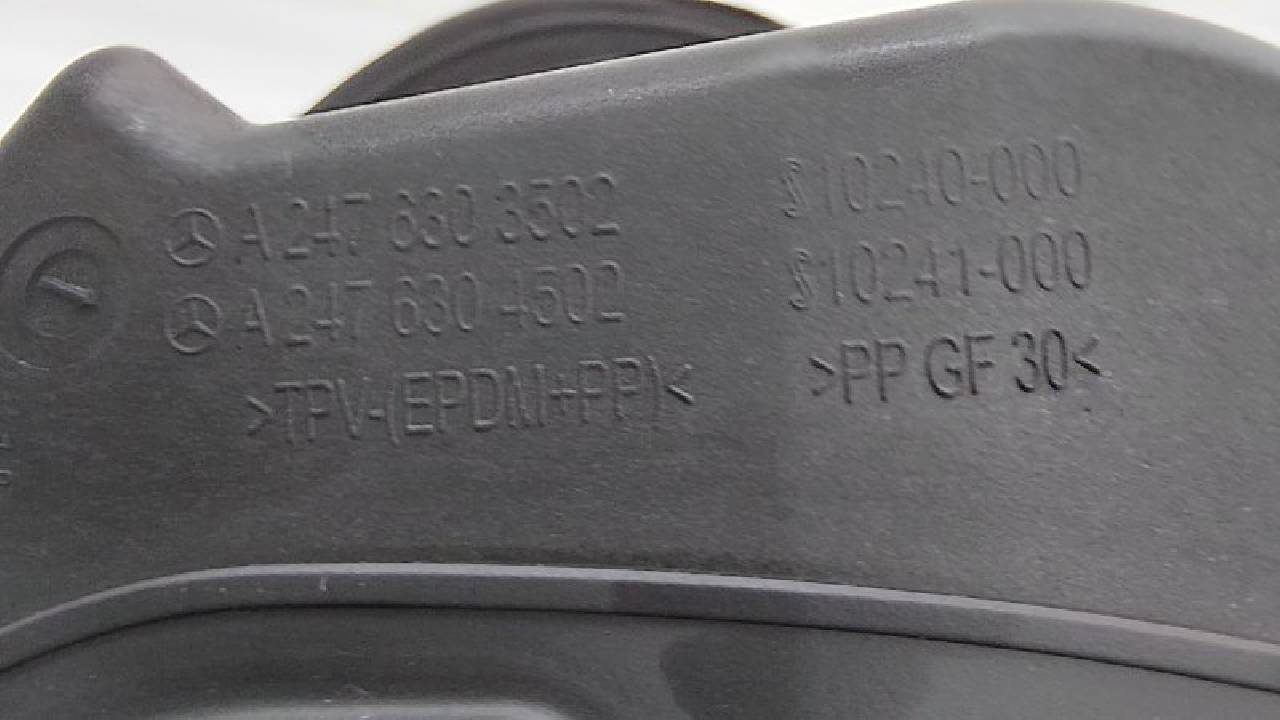 A 247 630 3502
A 247 630 4502
>TPV-(EPDM+PP)<
10240-000
10241-000
>PP GF 30<